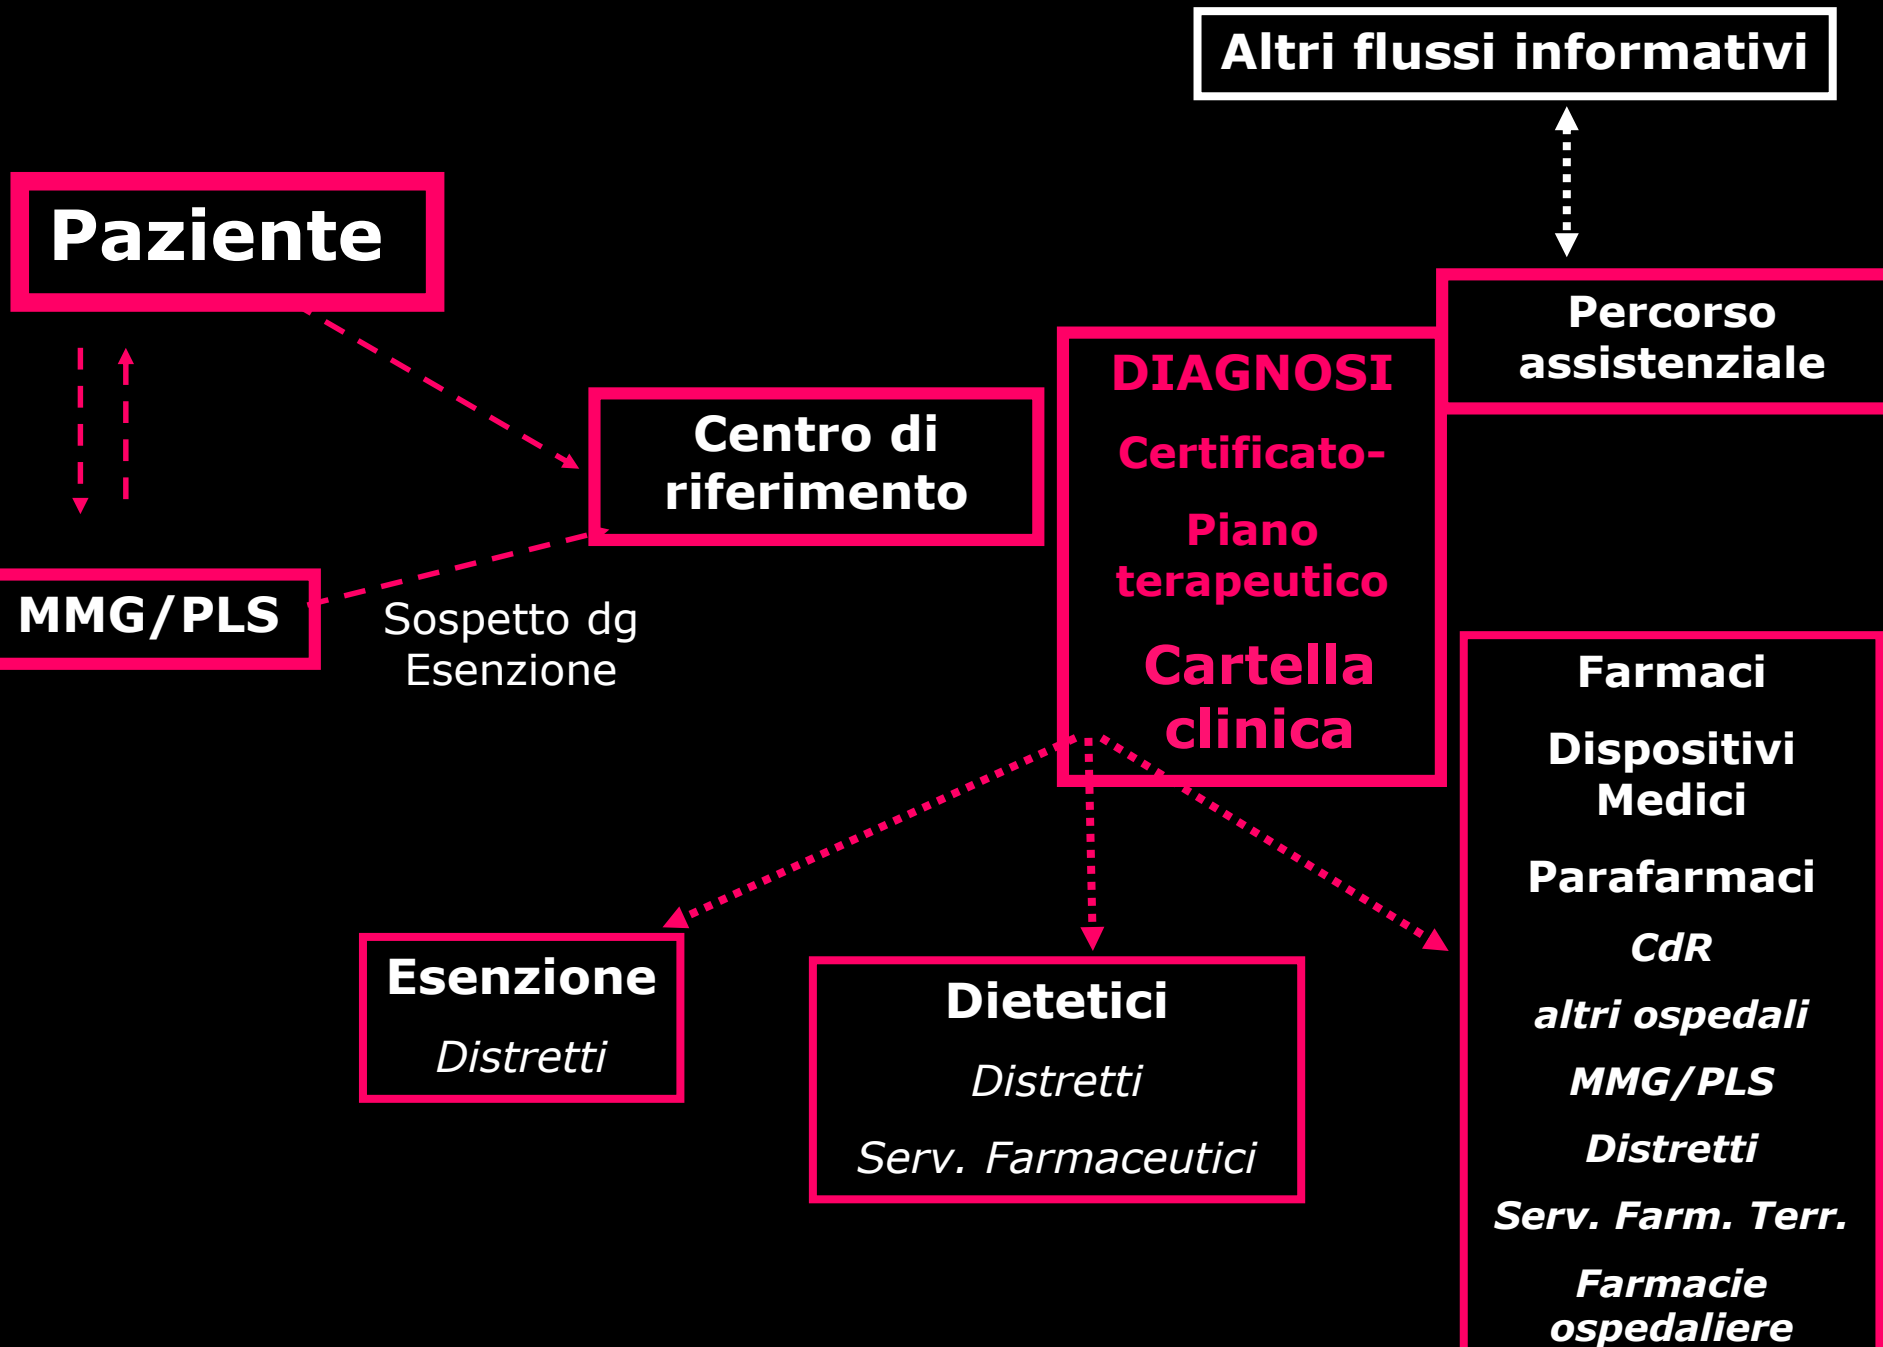 Altri flussi informativi
Paziente
Percorso
assistenziale
DIAGNOSI
Certificato-
Piano
terapeutico
Cartella
clinica
Centro di
riferimento
MMG/PLS
Sospetto dg
Esenzione
Farmaci
Dispositivi
Medici
Parafarmaci
CdR
altri ospedali
MMG/PLS
Distretti
Serv. Farm. Terr.
Farmacie
ospedaliere
Esenzione
Distretti
Dietetici
Distretti
Serv. Farmaceutici